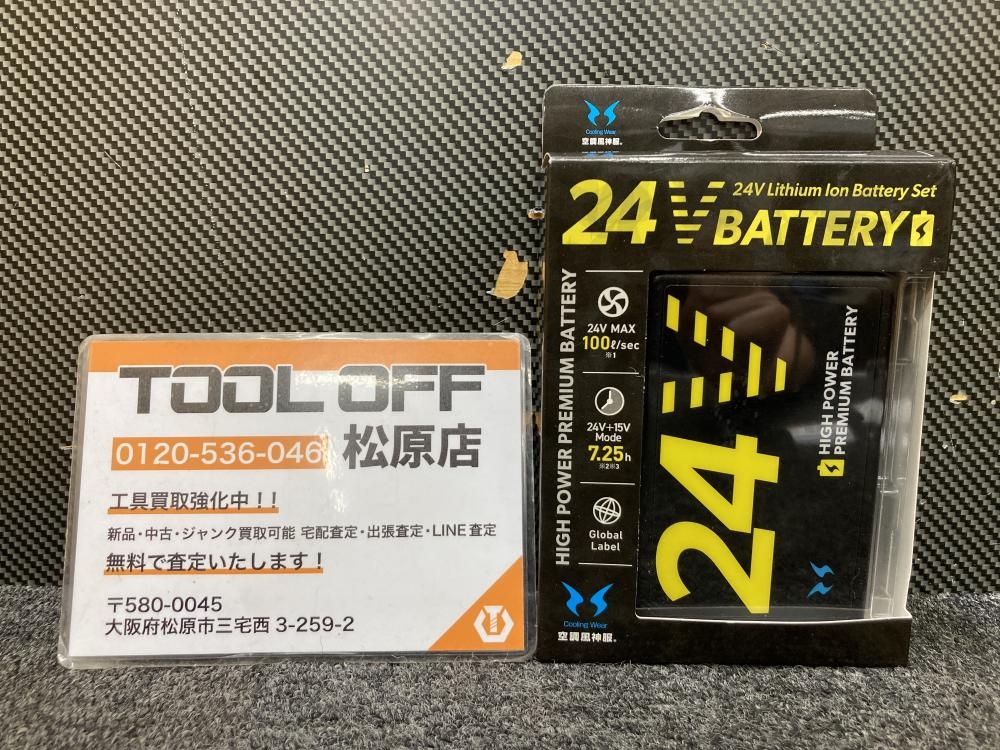 TOOL OFF
0120-536-046 松原店
工具買取強化中！！
新品・中古・ジャンク買取可能 宅配査定・出張査定・LINE査定
無料で査定いたします！
〒580-0045
大阪府松原市三宅西 3-259-2
Cooling Wear
空調風神服®
24V Lithium Ion Battery Set
24V BATTERY
HIGH POWER PREMIUM BATTERY
24V MAX
100ℓ/sec
※1
24V+15V
Mode
7.25h
※2※3
Global
Label
Cooling Wear
空調風神服®
24V
HIGH POWER
PREMIUM BATTERY